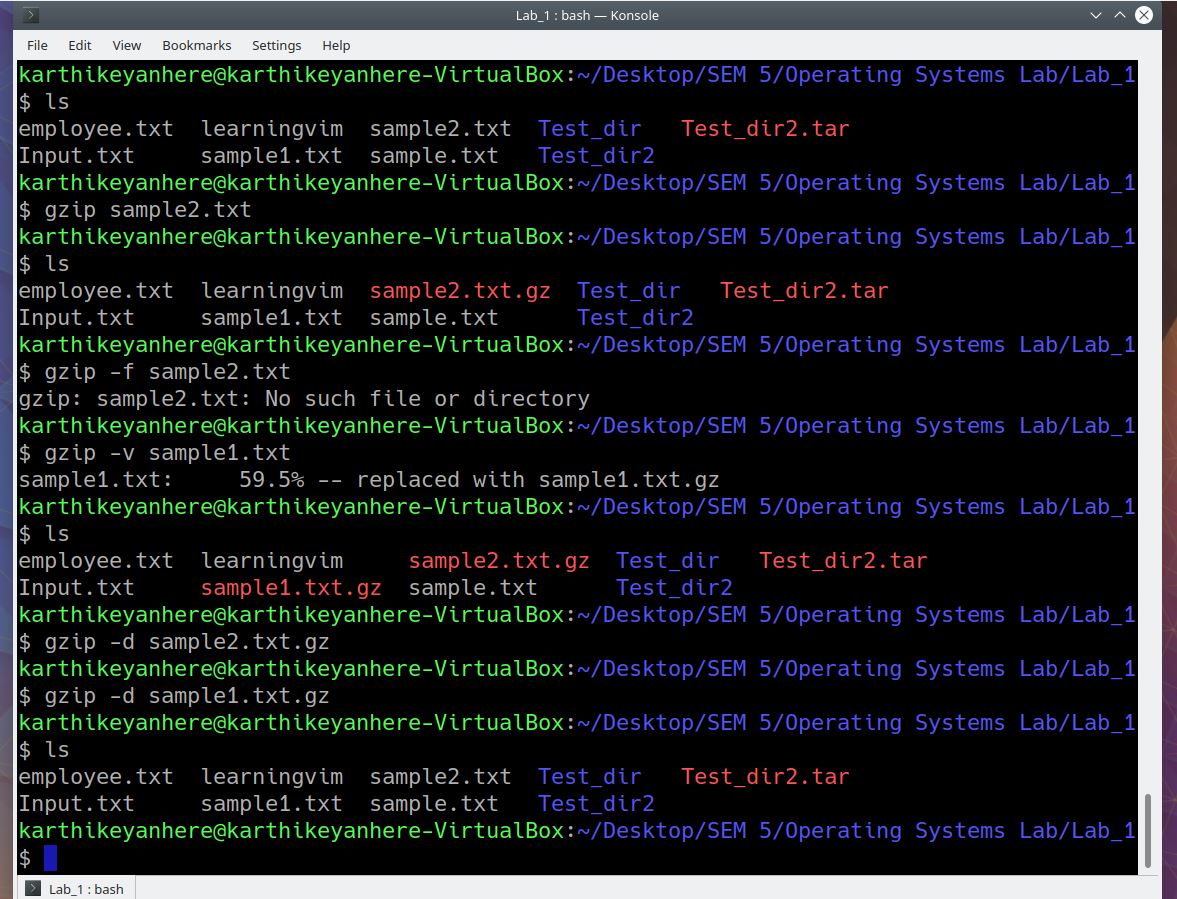 Lab_1 : bash — Konsole
File Edit View Bookmarks Settings Help
karthikeyanhere@karthikeyanhere-VirtualBox:~/Desktop/SEM 5/Operating Systems Lab/Lab_1
$ ls
employee.txt  learningvim  sample2.txt  Test_dir   Test_dir2.tar
Input.txt     sample1.txt  sample.txt   Test_dir2
karthikeyanhere@karthikeyanhere-VirtualBox:~/Desktop/SEM 5/Operating Systems Lab/Lab_1
$ gzip sample2.txt
karthikeyanhere@karthikeyanhere-VirtualBox:~/Desktop/SEM 5/Operating Systems Lab/Lab_1
$ ls
employee.txt  learningvim  sample2.txt.gz  Test_dir   Test_dir2.tar
Input.txt     sample1.txt  sample.txt      Test_dir2
karthikeyanhere@karthikeyanhere-VirtualBox:~/Desktop/SEM 5/Operating Systems Lab/Lab_1
$ gzip -f sample2.txt
gzip: sample2.txt: No such file or directory
karthikeyanhere@karthikeyanhere-VirtualBox:~/Desktop/SEM 5/Operating Systems Lab/Lab_1
$ gzip -v sample1.txt
sample1.txt:     59.5% -- replaced with sample1.txt.gz
karthikeyanhere@karthikeyanhere-VirtualBox:~/Desktop/SEM 5/Operating Systems Lab/Lab_1
$ ls
employee.txt  learningvim     sample2.txt.gz  Test_dir   Test_dir2.tar
Input.txt     sample1.txt.gz  sample.txt      Test_dir2
karthikeyanhere@karthikeyanhere-VirtualBox:~/Desktop/SEM 5/Operating Systems Lab/Lab_1
$ gzip -d sample2.txt.gz
karthikeyanhere@karthikeyanhere-VirtualBox:~/Desktop/SEM 5/Operating Systems Lab/Lab_1
$ gzip -d sample1.txt.gz
karthikeyanhere@karthikeyanhere-VirtualBox:~/Desktop/SEM 5/Operating Systems Lab/Lab_1
$ ls
employee.txt  learningvim  sample2.txt  Test_dir   Test_dir2.tar
Input.txt     sample1.txt  sample.txt   Test_dir2
karthikeyanhere@karthikeyanhere-VirtualBox:~/Desktop/SEM 5/Operating Systems Lab/Lab_1
$
Lab_1 : bash